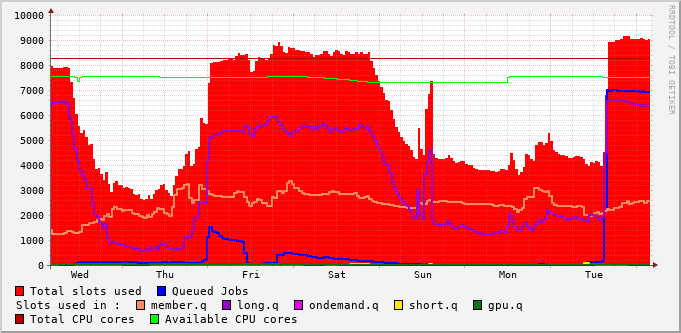 10000
9000
8000
7000
6000
5000
4000
3000
2000
1000
0
Wed Thu Fri Sat Sun Mon Tue
RRDTOOL / TOBI OETIKER
Total slots used Queued Jobs
Slots used in : member.q long.q ondemand.q short.q gpu.q
Total CPU cores Available CPU cores